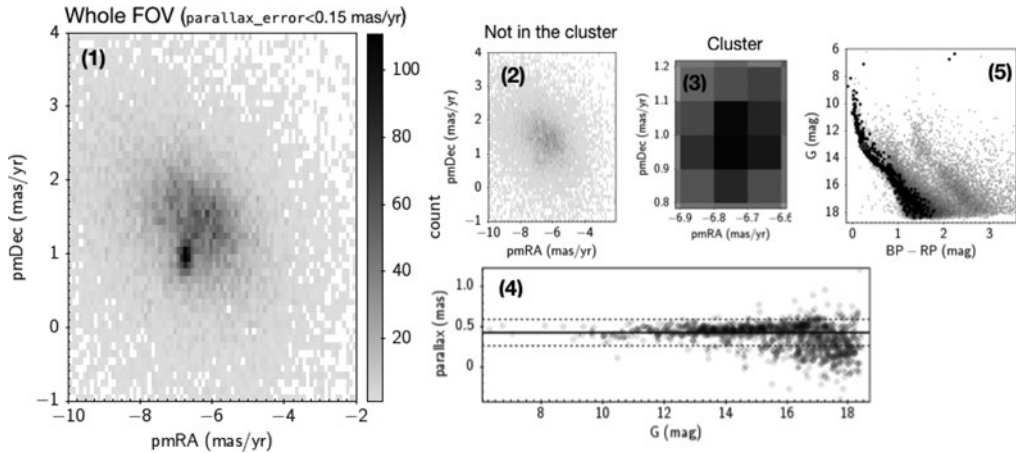 Whole FOV (parallax_error<0.15 mas/yr)
(1)
4
3
2
1
0
−1
pmDec (mas/yr)
−10 −8 −6 −4 −2
pmRA (mas/yr)
100
80
60
40
20
count
Not in the cluster
(2)
4
3
2
1
0
−1
pmDec (mas/yr)
−10 −8 −6 −4
pmRA (mas/yr)
Cluster
(3)
1.2
1.1
1.0
0.9
0.8
pmDec (mas/yr)
−6.9 −6.8 −6.7 −6.6
pmRA (mas/yr)
(5)
6
8
10
12
14
16
18
G (mag)
0 1 2 3
BP − RP (mag)
(4)
1.0
0.5
0
parallax (mas)
8 10 12 14 16 18
G (mag)